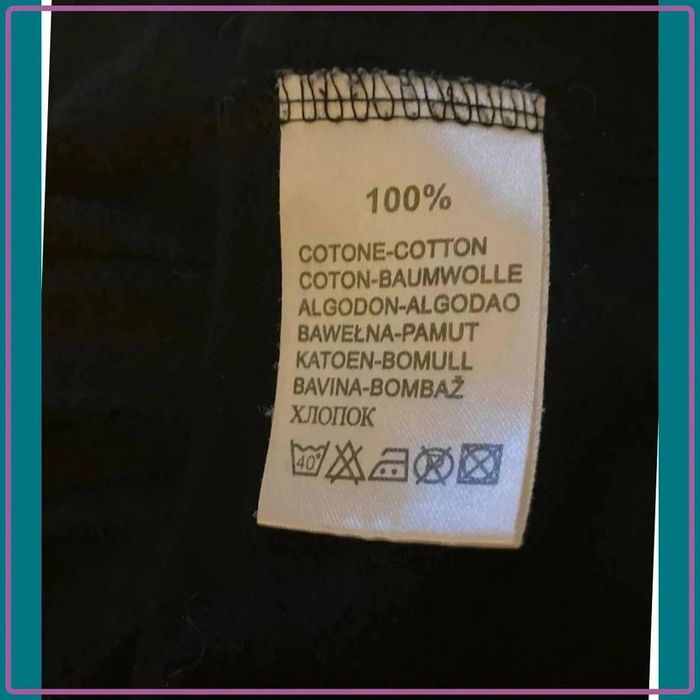 100%
COTONE-COTTON
COTON-BAUMWOLLE
ALGODON-ALGODAO
BAWEŁNA-PAMUT
KATOEN-BOMULL
BAVINA-BOMBAŽ
ХЛОПОК
40° P